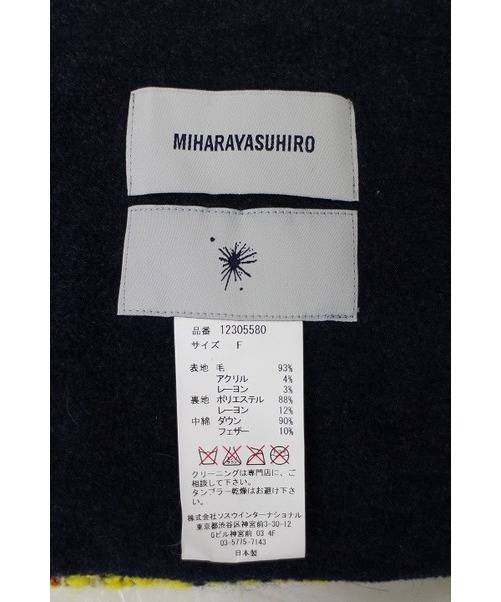 MIHARAYASUHIRO
品番 12305580
サイズ F
表地 毛 93%
アクリル 4%
レーヨン 3%
裏地 ポリエステル 88%
レーヨン 12%
中綿 ダウン 90%
フェザー 10%
クリーニングは専門店に、ご
相談して下さい。
タンブラー乾燥はお避け下さ
い。
株式会社ソスウインターナショナル
東京都渋谷区神宮前3-30-12
Gビル神宮前03 4F
03-5775-7143
日本製